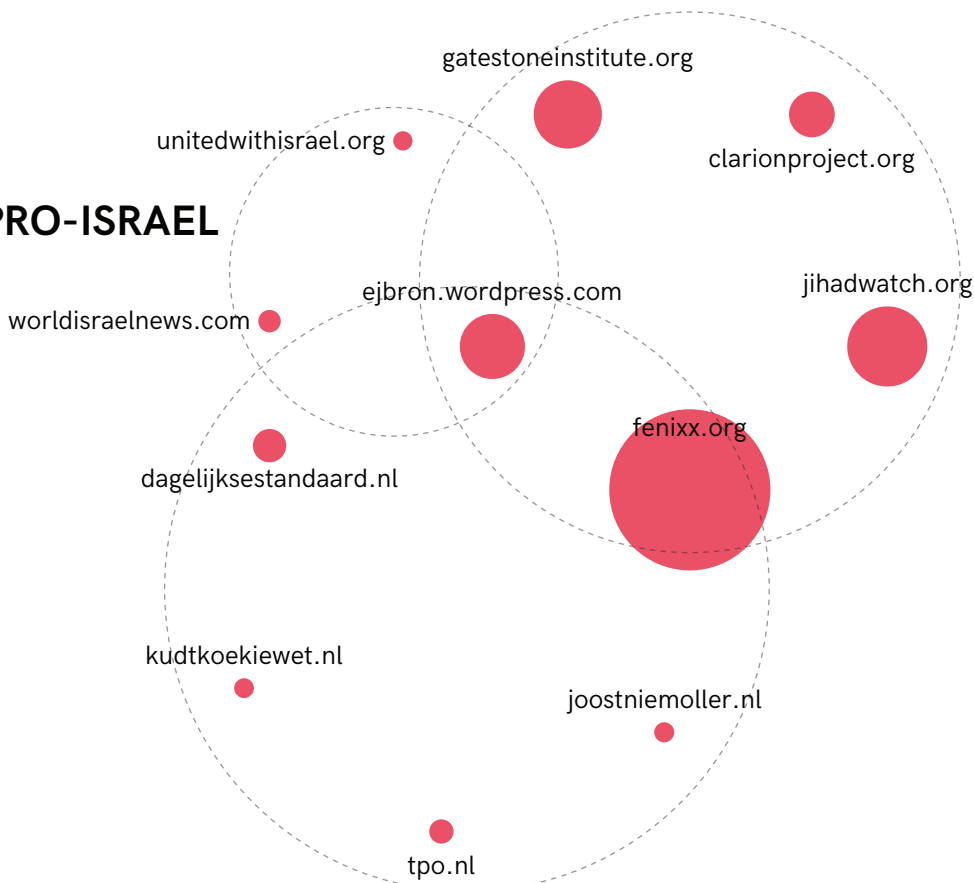 gatestoneinstitute.org
unitedwithisrael.org
clarionproject.org
PRO-ISRAEL
jihadwatch.org
ejbron.wordpress.com
worldisraelnews.com
fenixx.org
dagelijksestandaard.nl
kudtkoekiewet.nl
joostniemoller.nl
tpo.nl